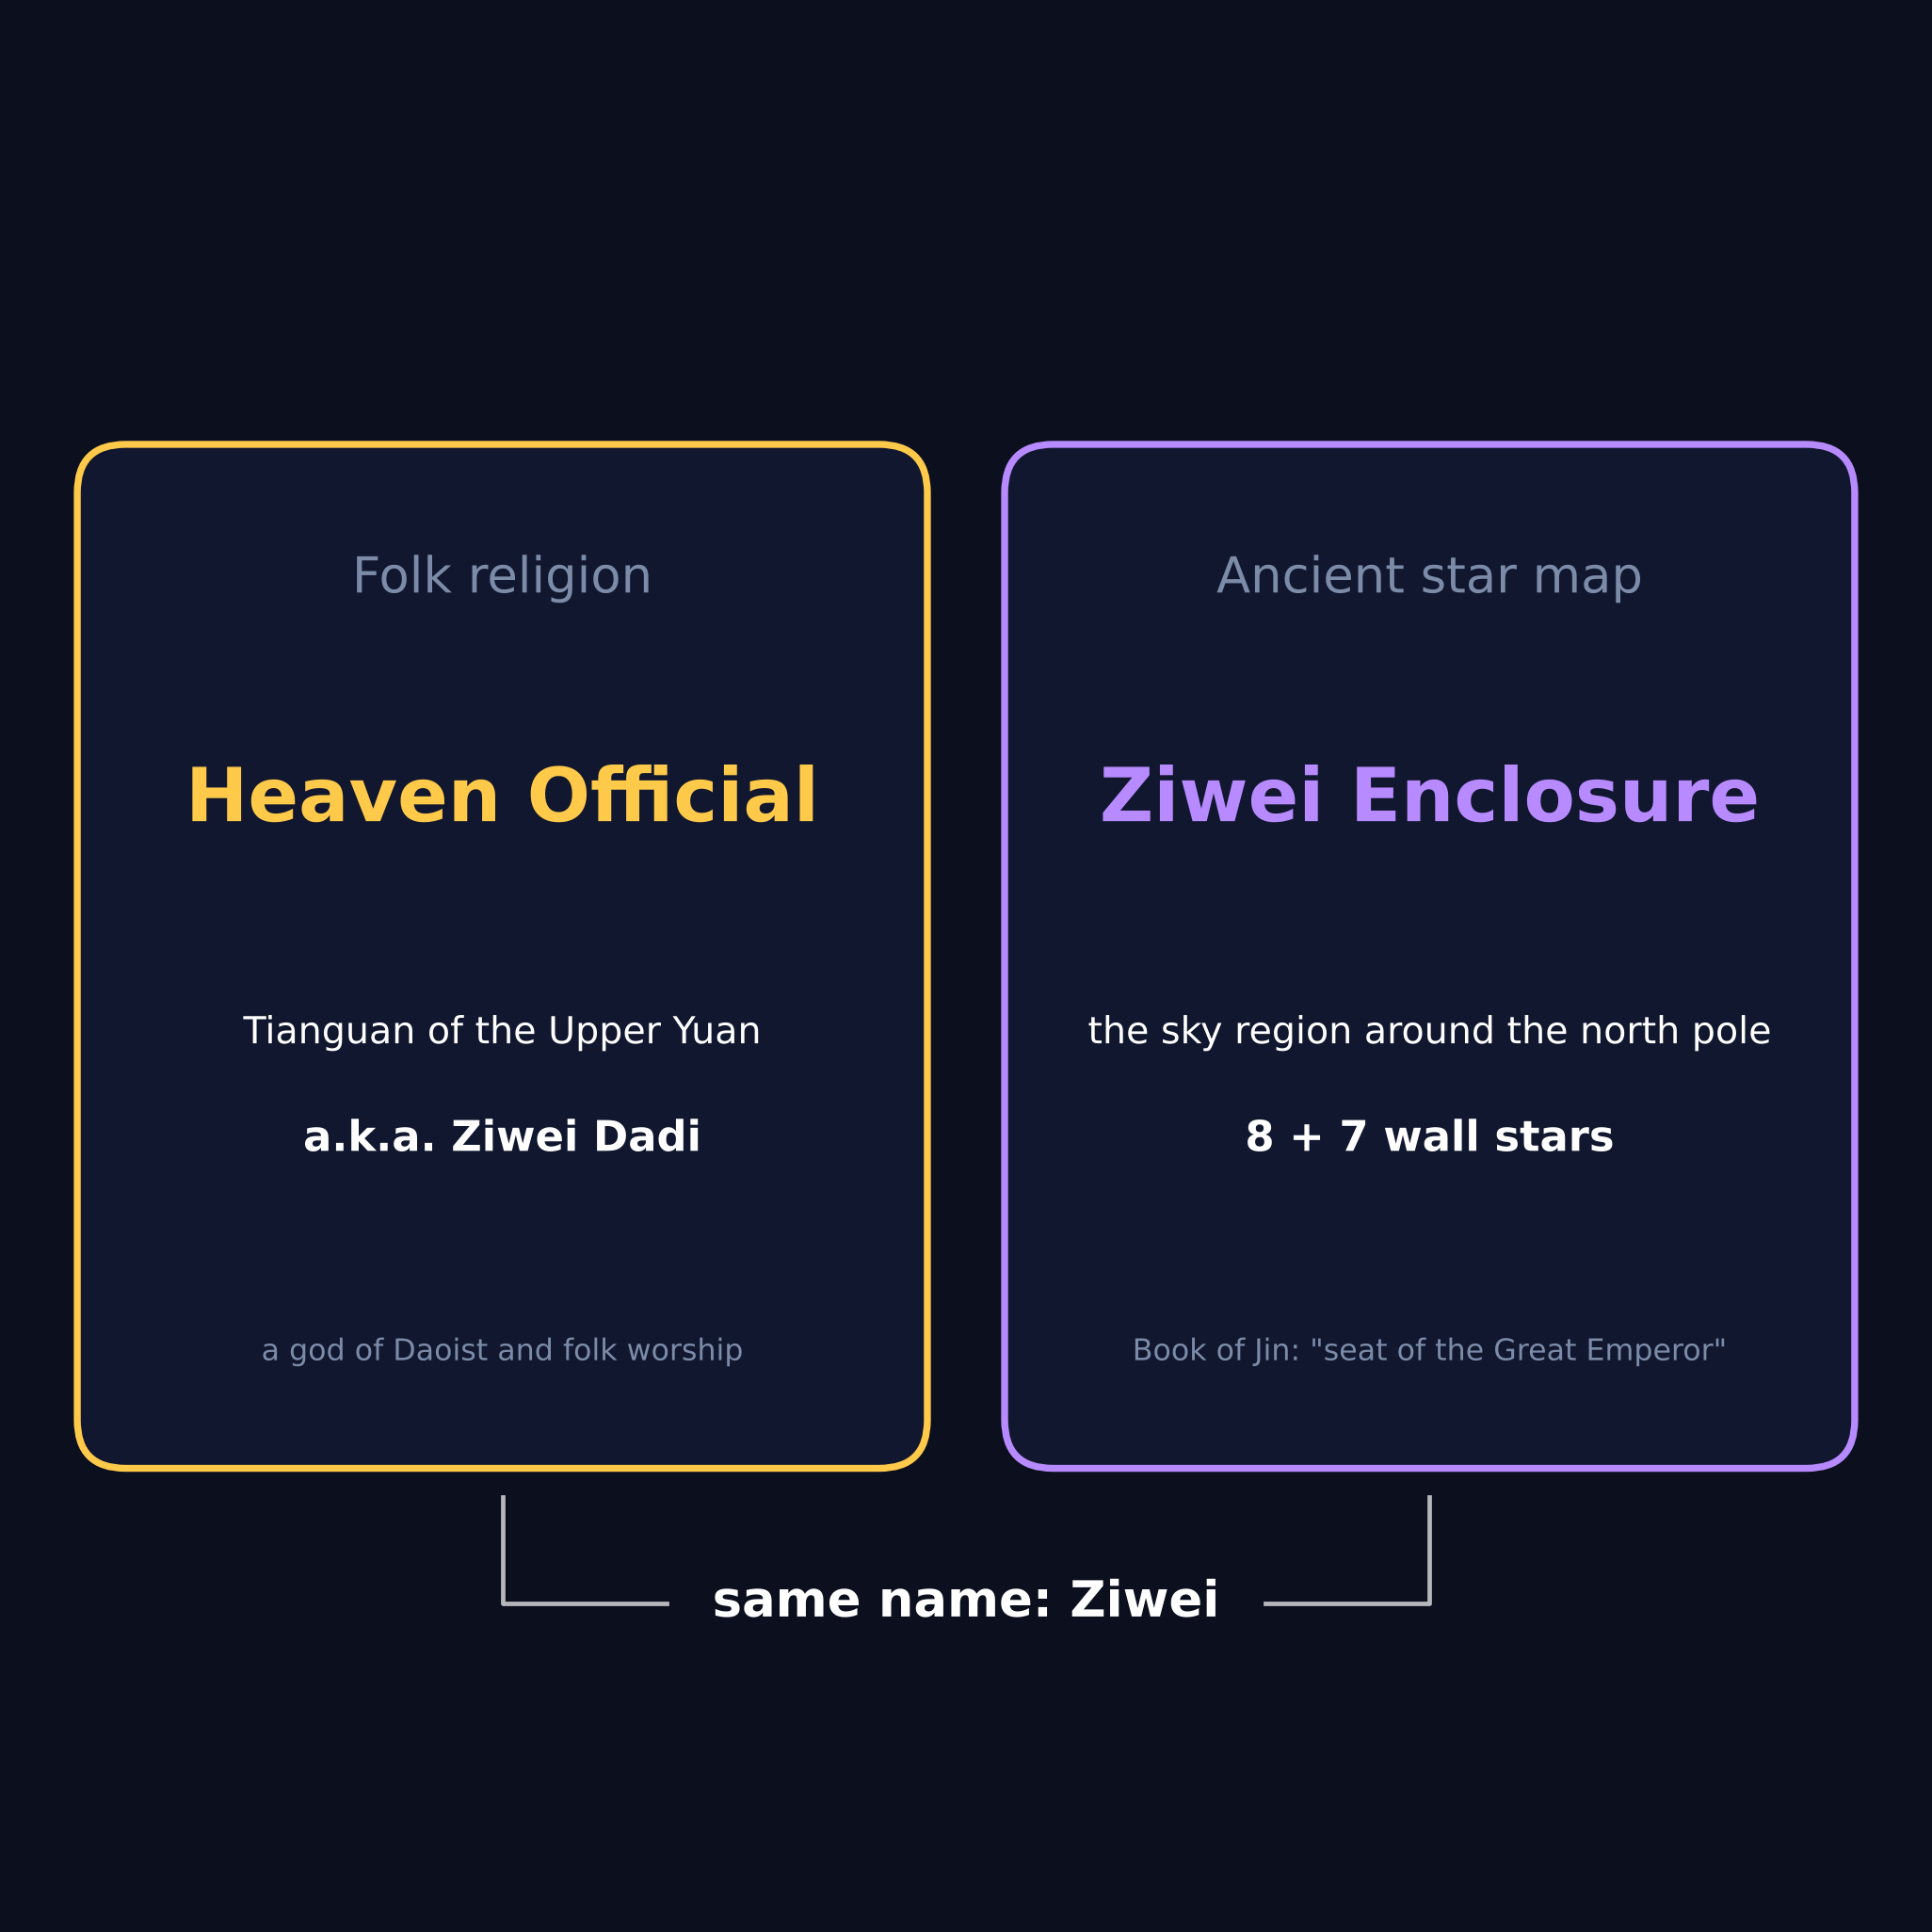 Folk religion
Heaven Official
Tianguan of the Upper Yuan
a.k.a. Ziwei Dadi
a god of Daoist and folk worship
Ancient star map
Ziwei Enclosure
the sky region around the north pole
8 + 7 wall stars
Book of Jin: "seat of the Great Emperor"
same name: Ziwei